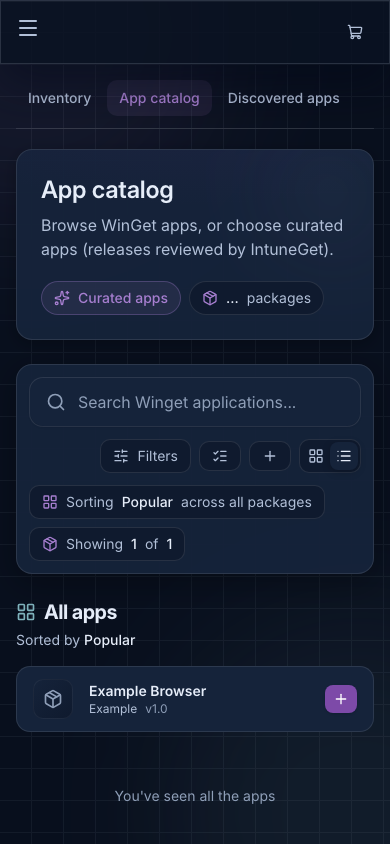 Inventory App catalog Discovered apps
App catalog
Browse WinGet apps, or choose curated
apps (releases reviewed by IntuneGet).
Curated apps ... packages
Search Winget applications...
Filters
Sorting Popular across all packages
Showing 1 of 1
All apps
Sorted by Popular
Example Browser
Example v1.0
You've seen all the apps